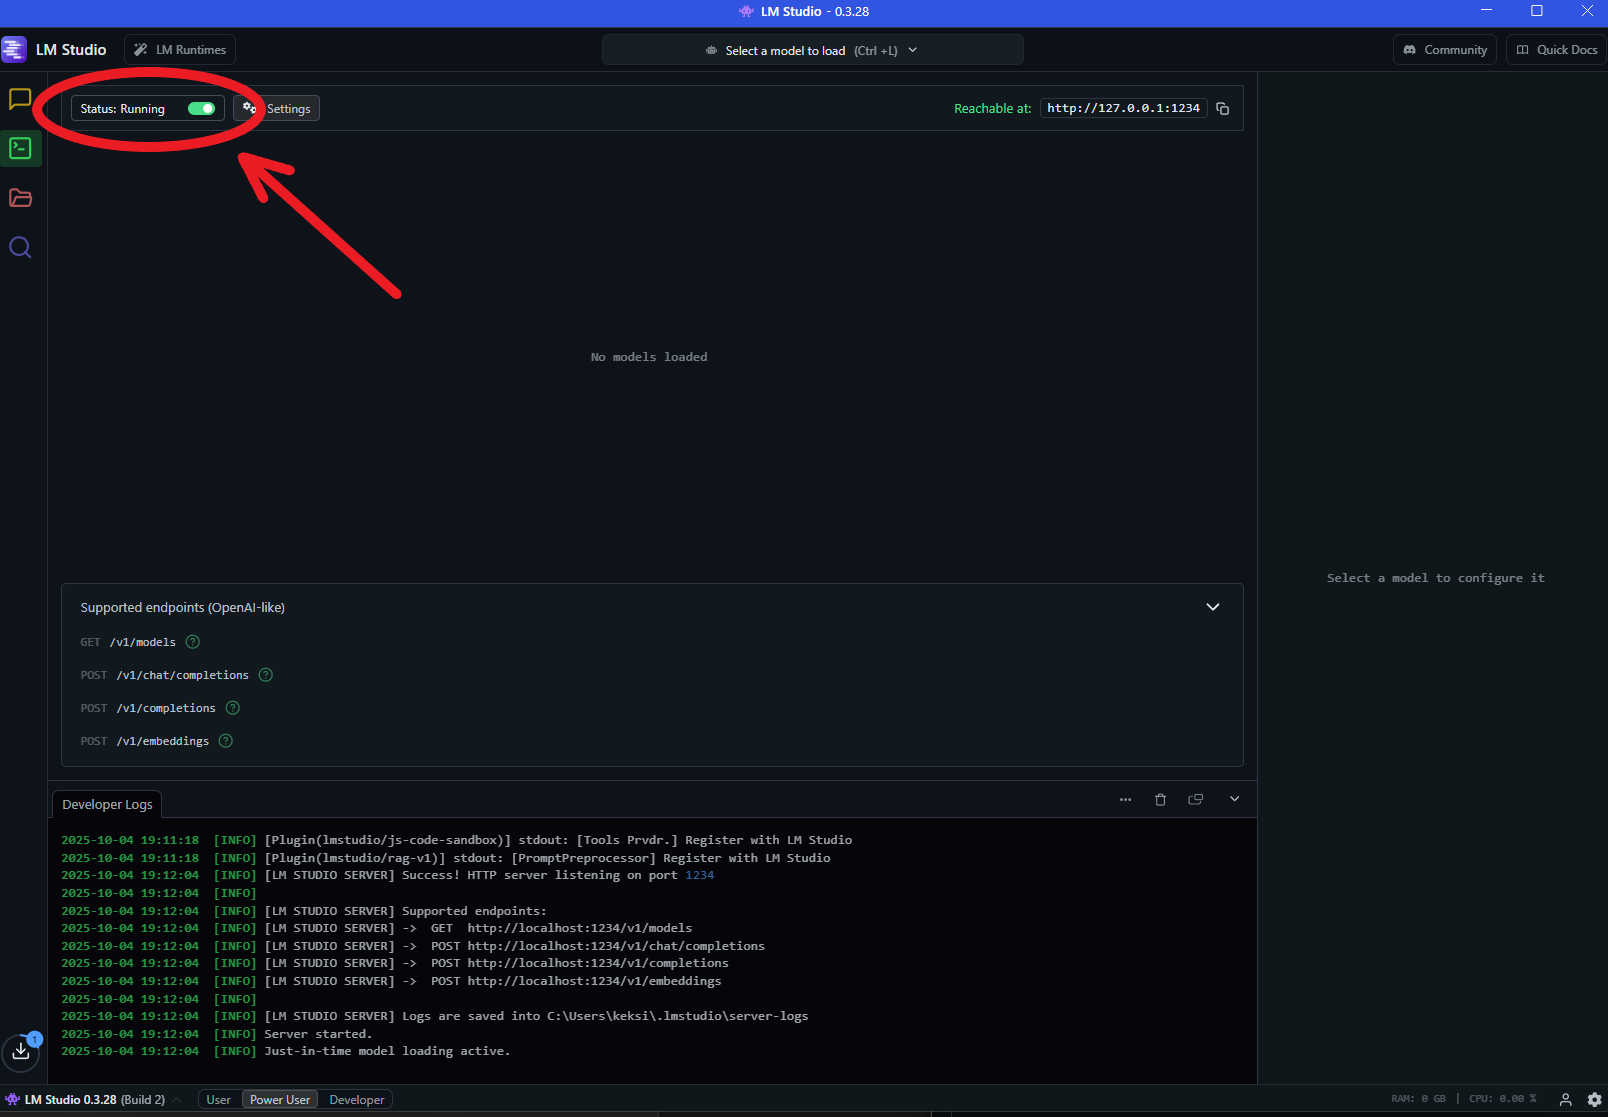 LM Studio - 0.3.28
LM Studio
LM Runtimes
Select a model to load (Ctrl +L)
Community
Quick Docs
Status: Running
Settings
Reachable at: http://127.0.0.1:1234
No models loaded
Select a model to configure it
Supported endpoints (OpenAI-like)
GET /v1/models ?
POST /v1/chat/completions ?
POST /v1/completions ?
POST /v1/embeddings ?
Developer Logs
2025-10-04 19:11:18 [INFO] [Plugin(lmstudio/js-code-sandbox)] stdout: [Tools Prvdr.] Register with LM Studio
2025-10-04 19:11:18 [INFO] [Plugin(lmstudio/rag-v1)] stdout: [PromptPreprocessor] Register with LM Studio
2025-10-04 19:12:04 [INFO] [LM STUDIO SERVER] Success! HTTP server listening on port 1234
2025-10-04 19:12:04 [INFO]
2025-10-04 19:12:04 [INFO] [LM STUDIO SERVER] Supported endpoints:
2025-10-04 19:12:04 [INFO] [LM STUDIO SERVER] -> GET http://localhost:1234/v1/models
2025-10-04 19:12:04 [INFO] [LM STUDIO SERVER] -> POST http://localhost:1234/v1/chat/completions
2025-10-04 19:12:04 [INFO] [LM STUDIO SERVER] -> POST http://localhost:1234/v1/completions
2025-10-04 19:12:04 [INFO] [LM STUDIO SERVER] -> POST http://localhost:1234/v1/embeddings
2025-10-04 19:12:04 [INFO]
2025-10-04 19:12:04 [INFO] [LM STUDIO SERVER] Logs are saved into C:\Users\keksi\.lmstudio\server-logs
2025-10-04 19:12:04 [INFO] Server started.
2025-10-04 19:12:04 [INFO] Just-in-time model loading active.
1
LM Studio 0.3.28 (Build 2)
User
Power User
Developer
RAM: 0 GB | CPU: 0.00 %